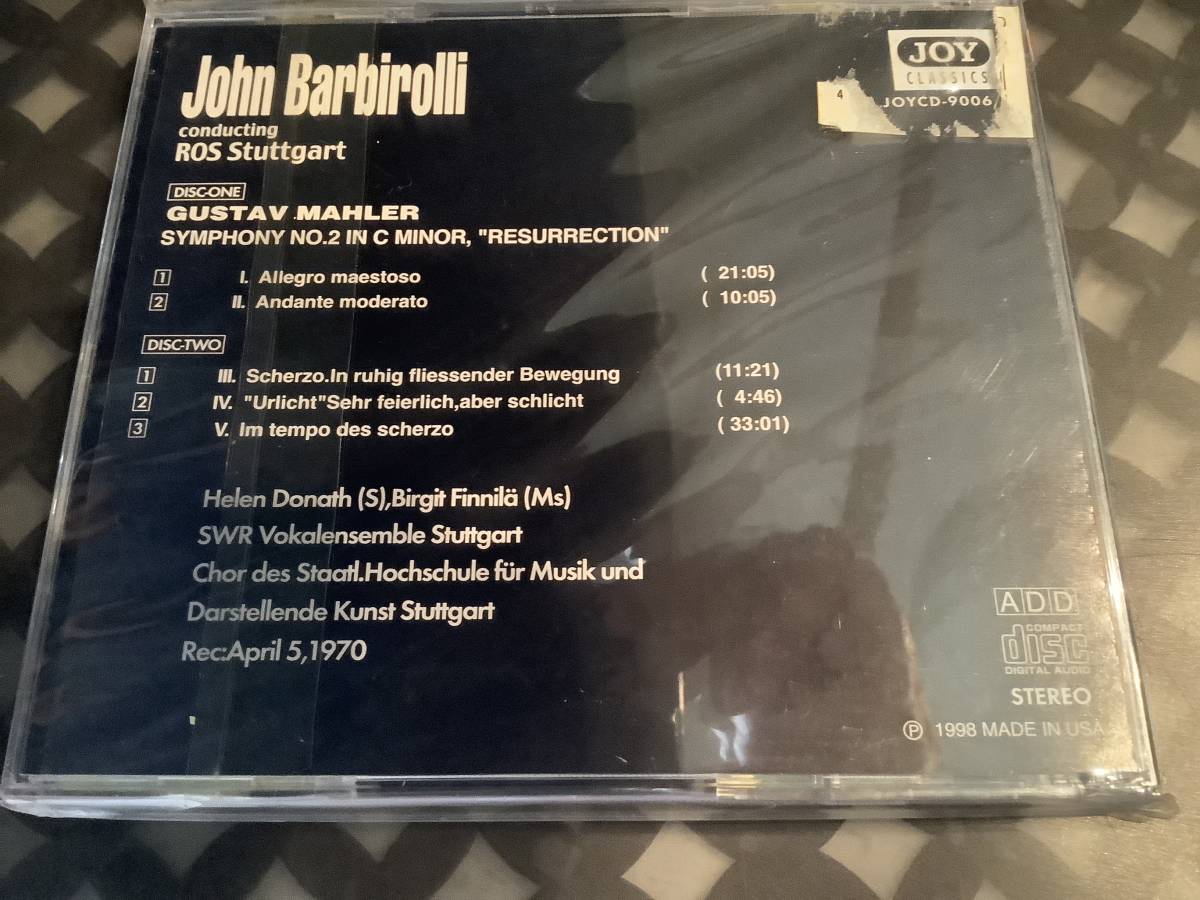 John Barbirolli
conducting
ROS Stuttgart
JOY
CLASSICS
JOYCD-9006
4
DISC-ONE
GUSTAV MAHLER
SYMPHONY NO.2 IN C MINOR, "RESURRECTION"
1 I. Allegro maestoso ( 21:05)
2 II. Andante moderato ( 10:05)
DISC-TWO
1 III. Scherzo.In ruhig fliessender Bewegung (11:21)
2 IV. "Urlicht"Sehr feierlich,aber schlicht ( 4:46)
3 V. Im tempo des scherzo ( 33:01)
Helen Donath (S),Birgit Finnilä (Ms)
SWR Vokalensemble Stuttgart
Chor des Staatl.Hochschule für Musik und
Darstellende Kunst Stuttgart
Rec:April 5,1970
ADD
COMPACT
disc
DIGITAL AUDIO
STEREO
℗ 1998 MADE IN USA